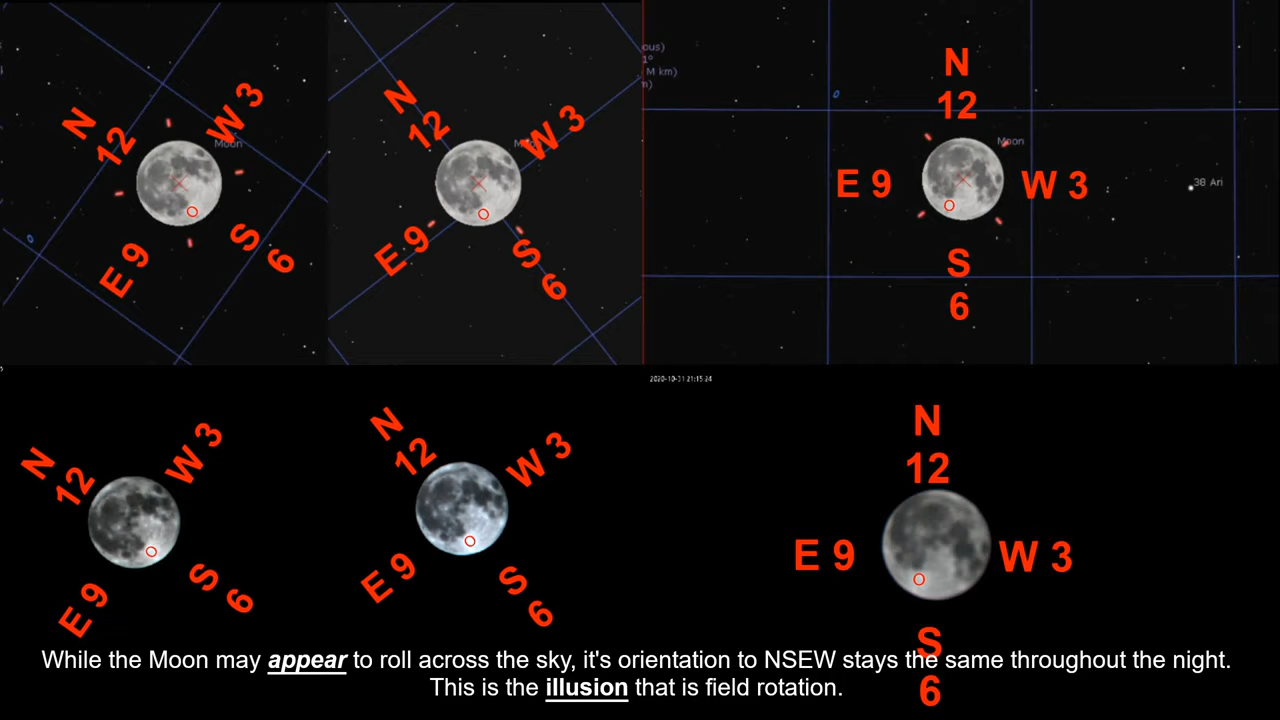 N
12
W 3
Moon
E 9
S
6
N
12
W 3
E 9
S
6
ous)
1°
M km)
N
12
Moon
E 9
W 3
38 Ari
S
6
2020-10-31 21:15:24
N
12
W 3
E 9
S
6
N
12
W 3
E 9
S
6
N
12
E 9
W 3
S
6
While the Moon may appear to roll across the sky, it's orientation to NSEW stays the same throughout the night.
This is the illusion that is field rotation.